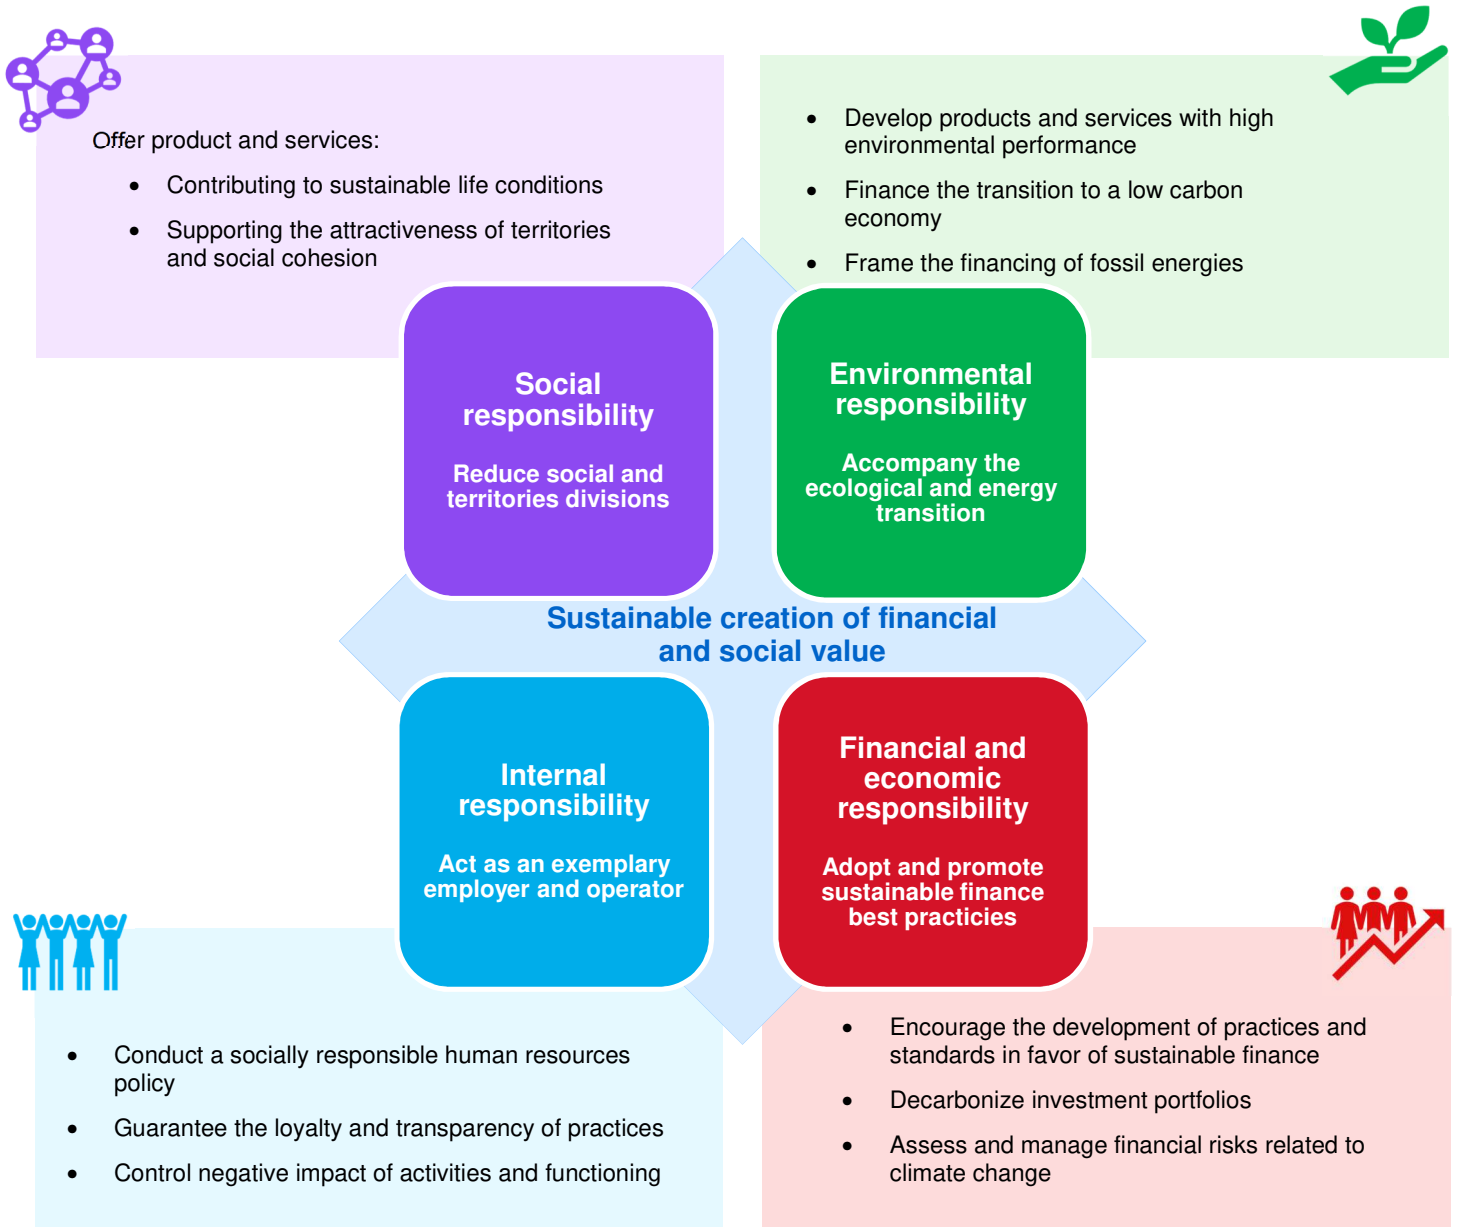 Offer product and services:
• Contributing to sustainable life conditions
• Supporting the attractiveness of territories
and social cohesion
• Develop products and services with high
environmental performance
• Finance the transition to a low carbon
economy
• Frame the financing of fossil energies
Social
responsibility
Reduce social and
territories divisions
Environmental
responsibility
Accompany the
ecological and energy
transition
Sustainable creation of financial
and social value
Internal
responsibility
Act as an exemplary
employer and operator
Financial and
economic
responsibility
Adopt and promote
sustainable finance
best practicies
• Conduct a socially responsible human resources
policy
• Guarantee the loyalty and transparency of practices
• Control negative impact of activities and functioning
• Encourage the development of practices and
standards in favor of sustainable finance
• Decarbonize investment portfolios
• Assess and manage financial risks related to
climate change